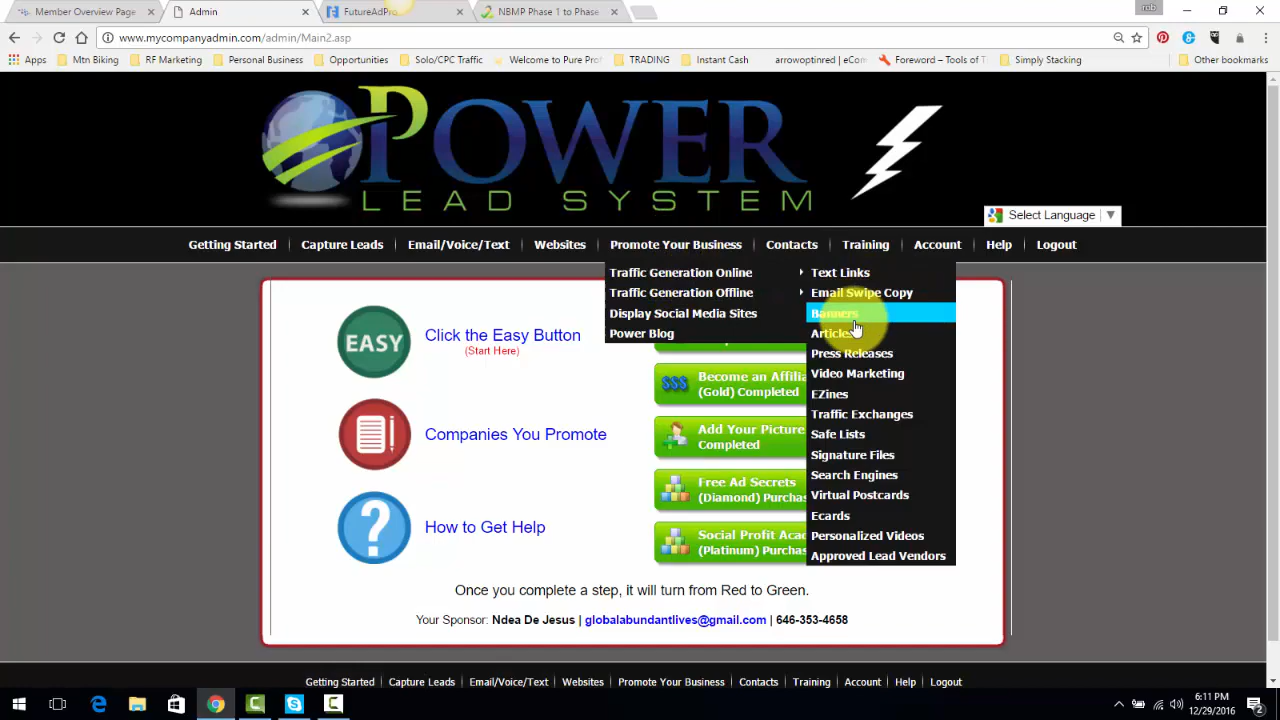 Member Overview Page
Admin
FutureAdPro
NBMP Phase 1 to Phase
rob
www.mycompanyadmin.com/admin/Main2.asp
Apps Mtn Biking RF Marketing Personal Business Opportunities Solo/CPC Traffic Welcome to Pure Pro TRADING Instant Cash arrowoptinred | eCom Foreword – Tools of T Simply Stacking Other bookmarks
POWER
LEAD SYSTEM
Select Language
Getting Started Capture Leads Email/Voice/Text Websites Promote Your Business Contacts Training Account Help Logout
Traffic Generation Online
Traffic Generation Offline
Display Social Media Sites
Power Blog
Text Links
Email Swipe Copy
Banners
Articles
Press Releases
Video Marketing
EZines
Traffic Exchanges
Safe Lists
Signature Files
Search Engines
Virtual Postcards
Ecards
Personalized Videos
Approved Lead Vendors
EASY
Click the Easy Button
(Start Here)
Companies You Promote
?
How to Get Help
$$$
Become an Affilia
(Gold) Completed
Add Your Picture
Completed
Free Ad Secrets
(Diamond) Purchas
Social Profit Aca
(Platinum) Purcha
Once you complete a step, it will turn from Red to Green.
Your Sponsor: Ndea De Jesus | globalabundantlives@gmail.com | 646-353-4658
Getting Started Capture Leads Email/Voice/Text Websites Promote Your Business Contacts Training Account Help Logout
6:11 PM
12/29/2016
2